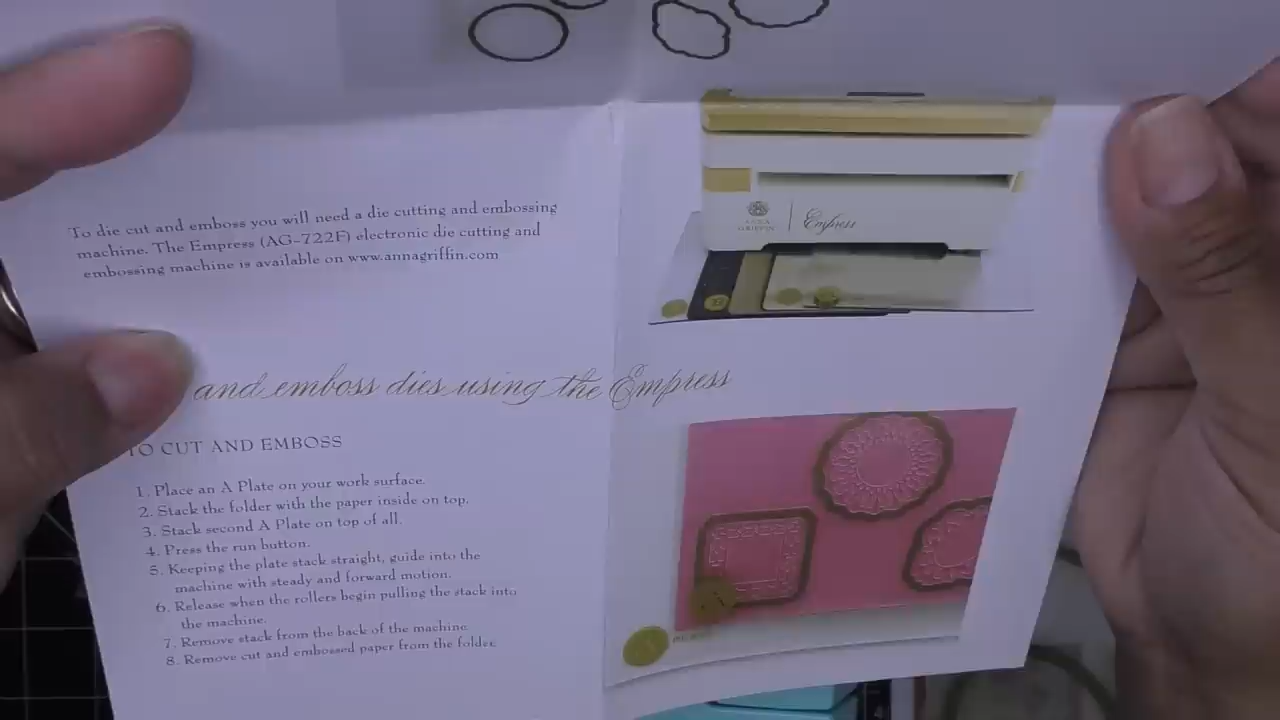 To die cut and emboss you will need a die cutting and embossing
machine. The Empress (AG-722F) electronic die cutting and
embossing machine is available on www.annagriffin.com
ANNA
GRIFFIN
Empress
B
and emboss dies using the Empress
TO CUT AND EMBOSS
1. Place an A Plate on your work surface.
2. Stack the folder with the paper inside on top.
3. Stack second A Plate on top of all.
4. Press the run button.
5. Keeping the plate stack straight, guide into the
machine with steady and forward motion.
6. Release when the rollers begin pulling the stack into
the machine.
7. Remove stack from the back of the machine.
8. Remove cut and embossed paper from the folder.